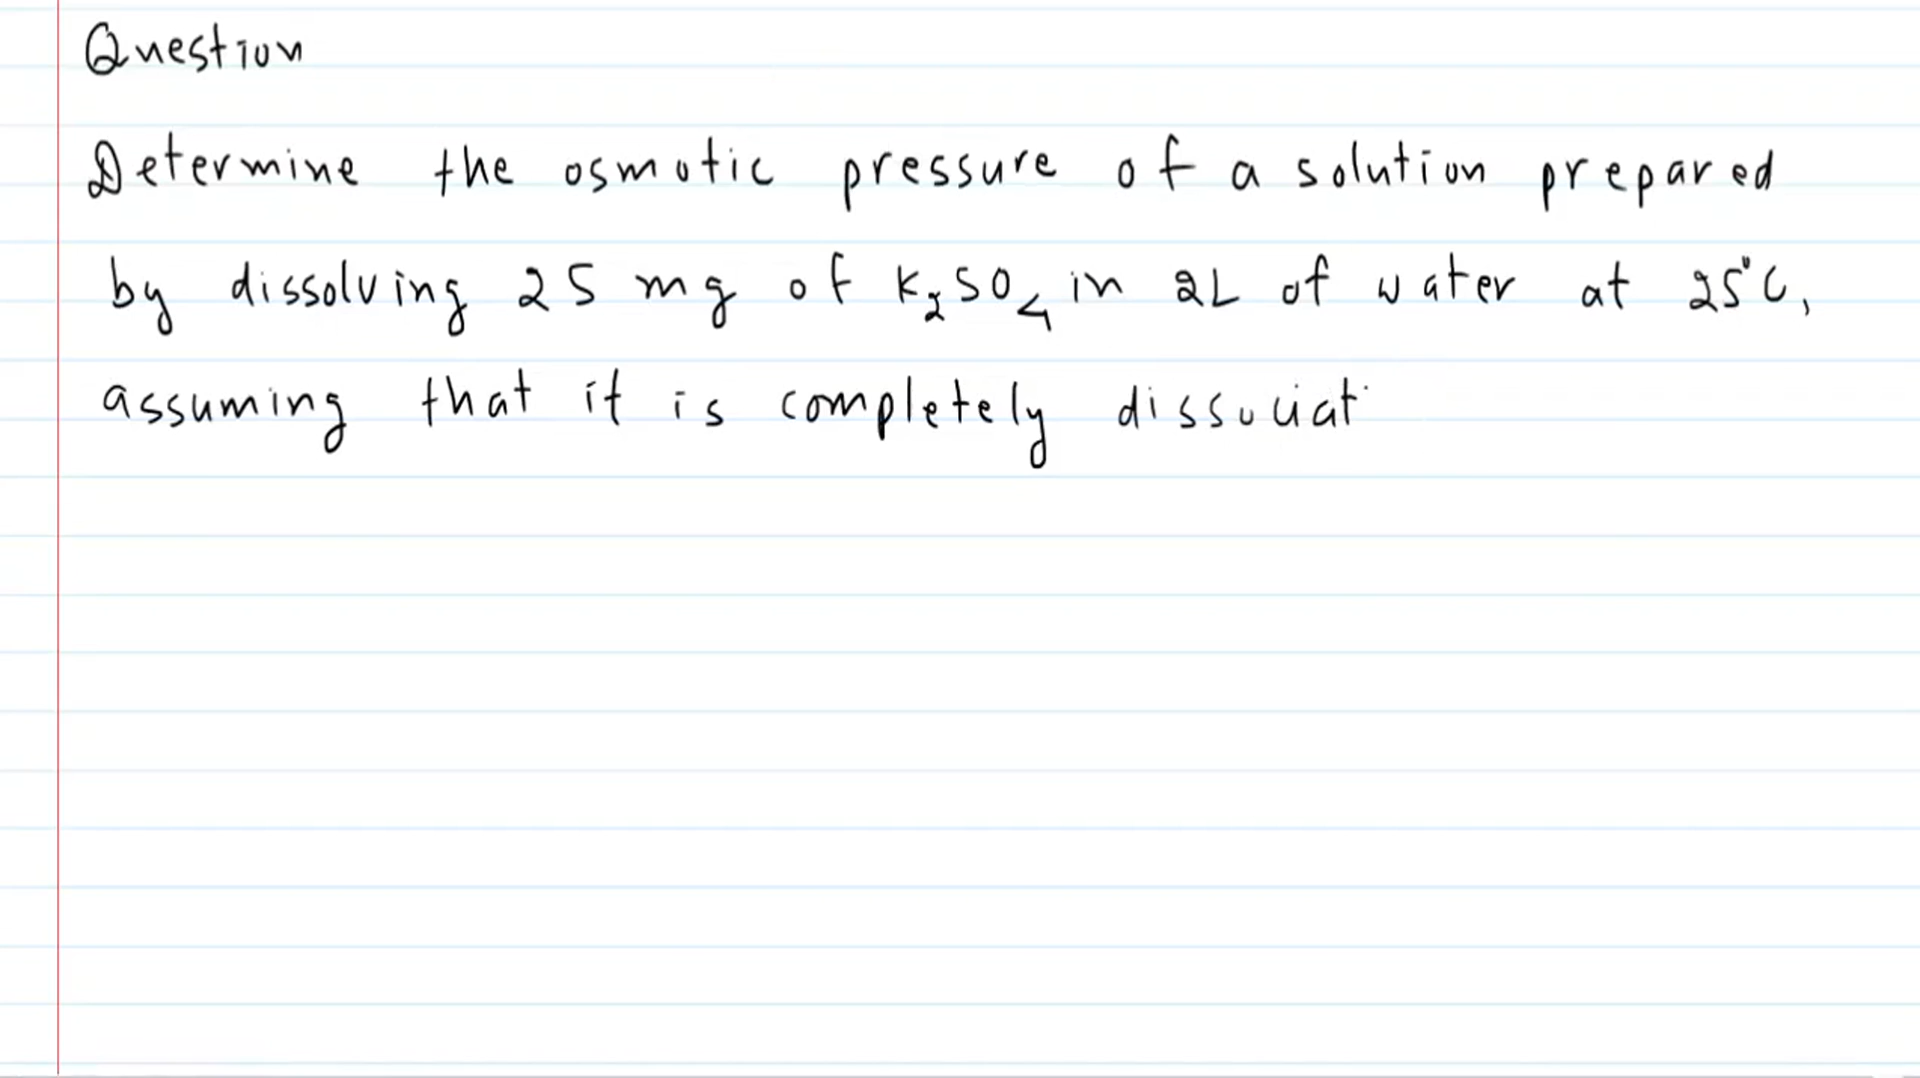 Question
Determine the osmotic pressure of a solution prepared
by dissolving 25 mg of K₂SO₄ in 2L of water at 25°C,
assuming that it is completely dissociat